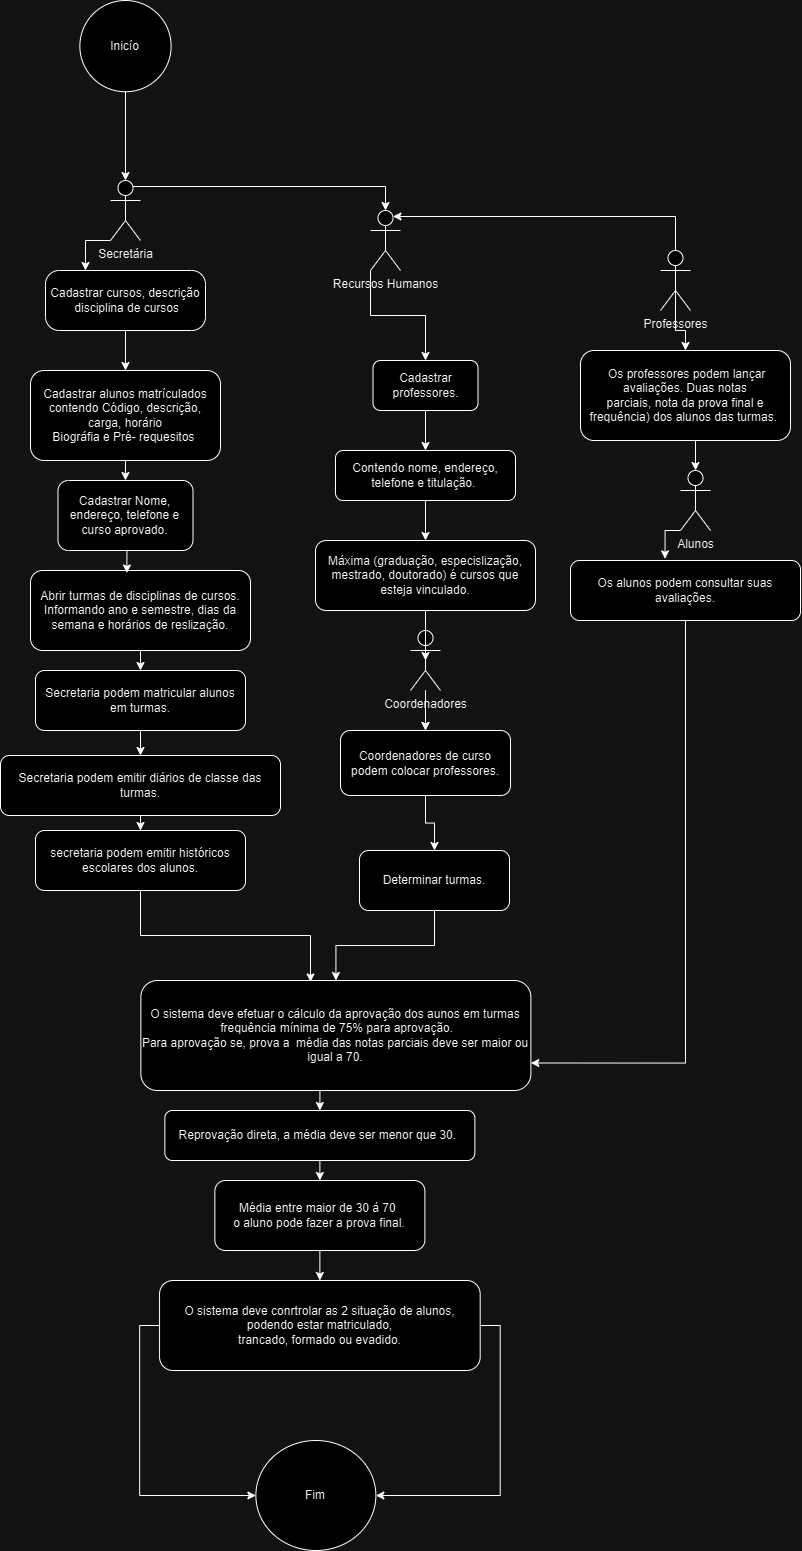 Inicío
Secretária
Cadastrar cursos, descrição
disciplina de cursos
Cadastrar alunos matrículados
contendo Código, descrição,
carga, horário
Biográfia e Pré- requesitos
Cadastrar Nome,
endereço, telefone e
curso aprovado.
Abrir turmas de disciplinas de cursos.
Informando ano e semestre, dias da
semana e horários de reslização.
Secretaria podem matricular alunos
em turmas.
Secretaria podem emitir diários de classe das
turmas.
secretaria podem emitir históricos
escolares dos alunos.
Recursos Humanos
Cadastrar
professores.
Contendo nome, endereço,
telefone e titulação.
Máxima (graduação, especislização,
mestrado, doutorado) é cursos que
esteja vinculado.
Coordenadores
Coordenadores de curso
podem colocar professores.
Determinar turmas.
Professores
Os professores podem lançar
avaliações. Duas notas
parciais, nota da prova final e
frequência) dos alunos das turmas.
Alunos
Os alunos podem consultar suas
avaliações.
O sistema deve efetuar o cálculo da aprovação dos aunos em turmas
frequência mínima de 75% para aprovação.
Para aprovação se, prova a média das notas parciais deve ser maior ou
igual a 70.
Reprovação direta, a média deve ser menor que 30.
Média entre maior de 30 á 70
o aluno pode fazer a prova final.
O sistema deve conrtrolar as 2 situação de alunos,
podendo estar matriculado,
trancado, formado ou evadido.
Fim